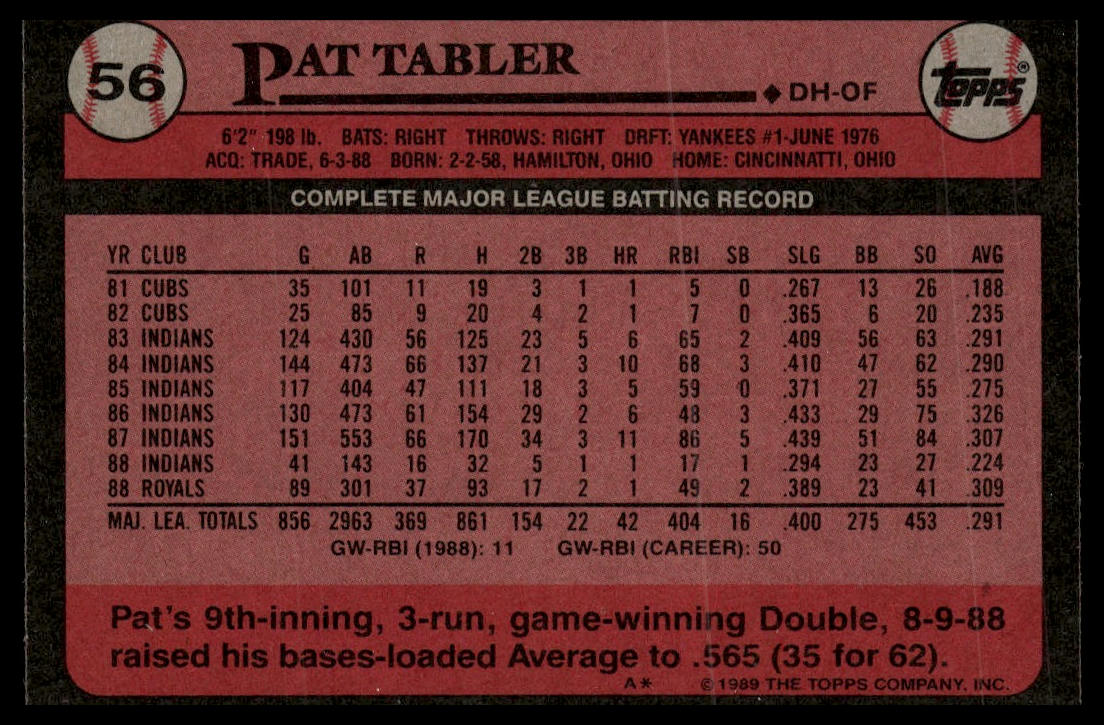 56
PAT TABLER
◆ DH-OF
TOPPS®
6'2" 198 lb. BATS: RIGHT THROWS: RIGHT DRFT: YANKEES #1-JUNE 1976
ACQ: TRADE, 6-3-88 BORN: 2-2-58, HAMILTON, OHIO HOME: CINCINNATTI, OHIO
COMPLETE MAJOR LEAGUE BATTING RECORD
YR CLUB G AB R H 2B 3B HR RBI SB SLG BB SO AVG
81 CUBS 35 101 11 19 3 1 1 5 0 .267 13 26 .188
82 CUBS 25 85 9 20 4 2 1 7 0 .365 6 20 .235
83 INDIANS 124 430 56 125 23 5 6 65 2 .409 56 63 .291
84 INDIANS 144 473 66 137 21 3 10 68 3 .410 47 62 .290
85 INDIANS 117 404 47 111 18 3 5 59 0 .371 27 55 .275
86 INDIANS 130 473 61 154 29 2 6 48 3 .433 29 75 .326
87 INDIANS 151 553 66 170 34 3 11 86 5 .439 51 84 .307
88 INDIANS 41 143 16 32 5 1 1 17 1 .294 23 27 .224
88 ROYALS 89 301 37 93 17 2 1 49 2 .389 23 41 .309
MAJ. LEA. TOTALS 856 2963 369 861 154 22 42 404 16 .400 275 453 .291
GW-RBI (1988): 11 GW-RBI (CAREER): 50
Pat's 9th-inning, 3-run, game-winning Double, 8-9-88
raised his bases-loaded Average to .565 (35 for 62).
A* © 1989 THE TOPPS COMPANY, INC.